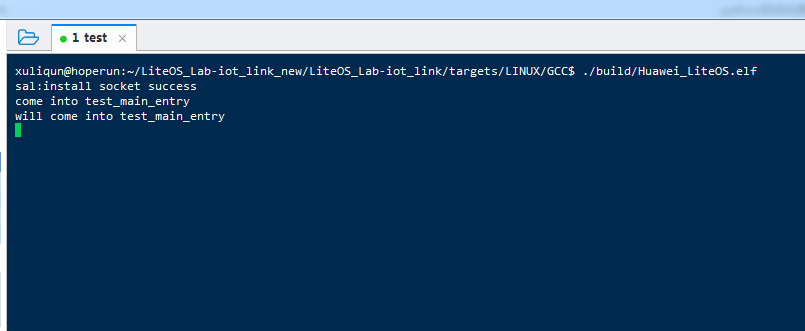 1 test
xuliqun@hoperun:~/LiteOS_Lab-iot_link_new/LiteOS_Lab-iot_link/targets/LINUX/GCC$ ./build/Huawei_LiteOS.elf
sal:install socket success
come into test_main_entry
will come into test_main_entry